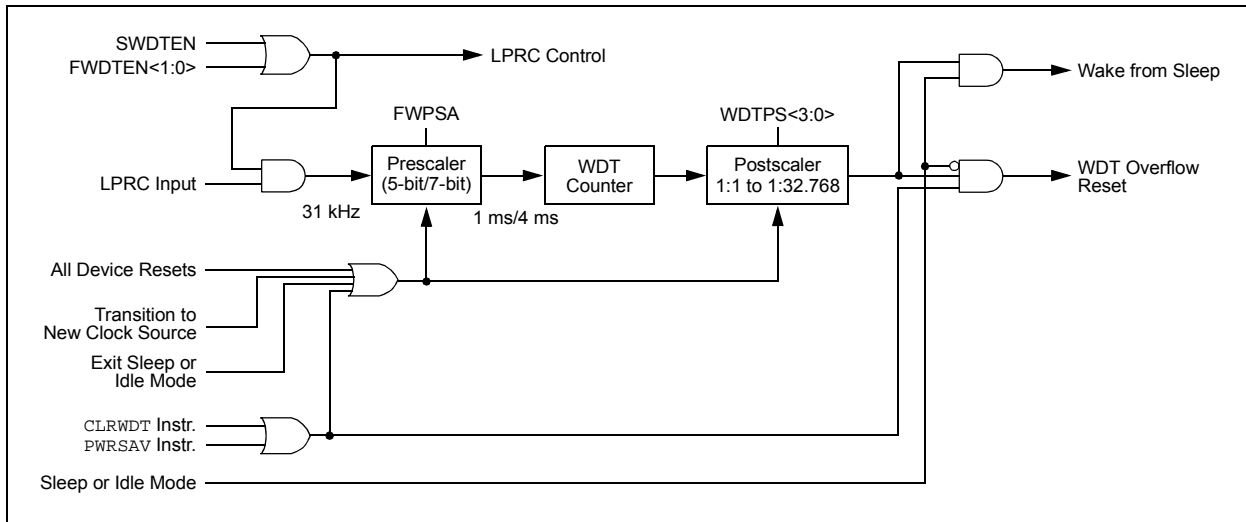 SWDTEN
FWDTEN<1:0>
LPRC Control
Wake from Sleep
FWPSA
WDTPS<3:0>
LPRC Input
Prescaler
(5-bit/7-bit)
WDT
Counter
Postscaler
1:1 to 1:32.768
WDT Overflow
Reset
31 kHz
1 ms/4 ms
All Device Resets
Transition to
New Clock Source
Exit Sleep or
Idle Mode
CLRWDT Instr.
PWRSAV Instr.
Sleep or Idle Mode